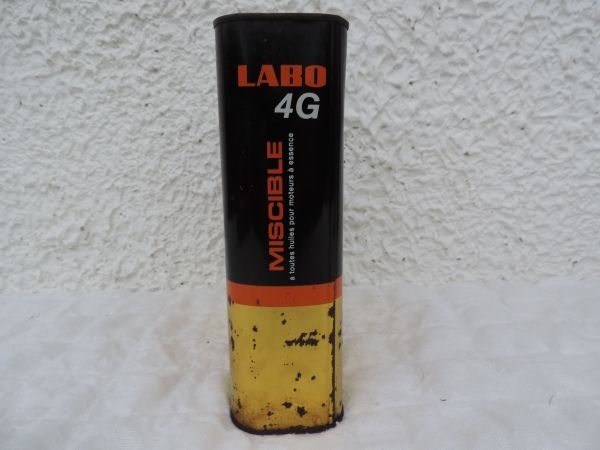 LABO
4G
MISCIBLE
a toutes huiles pour moteurs à essence